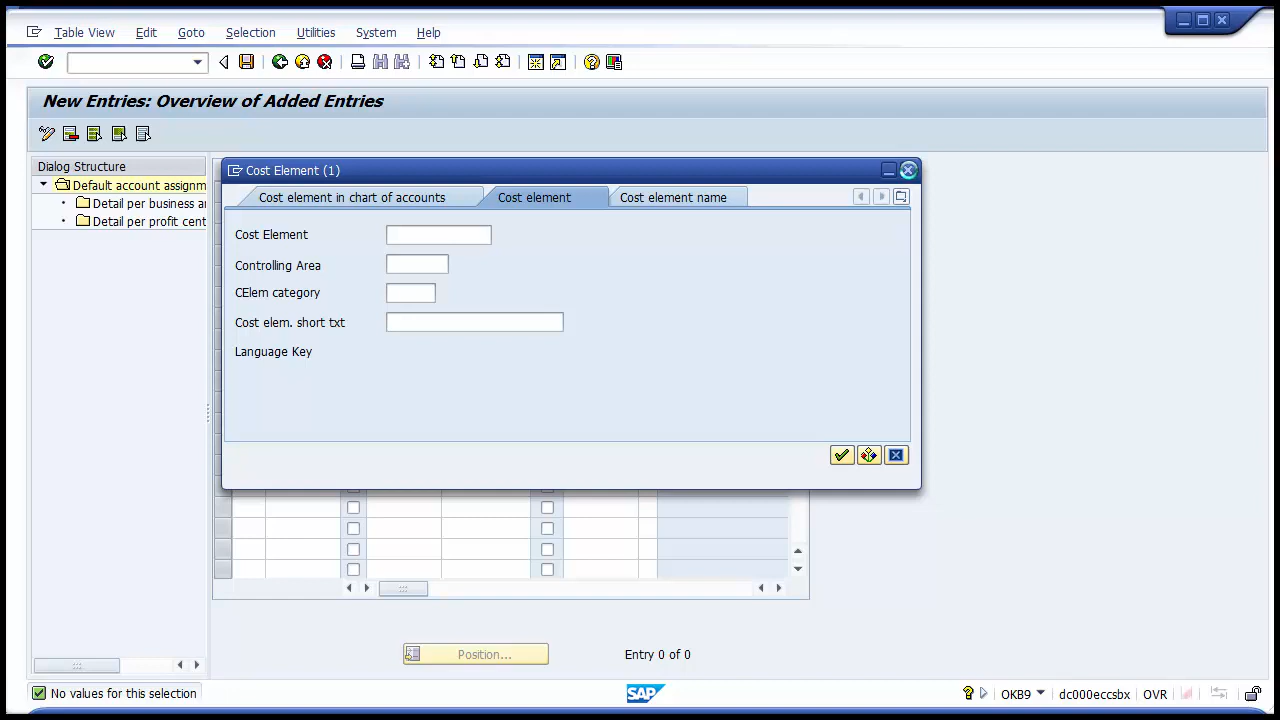 Table View Edit Goto Selection Utilities System Help
New Entries: Overview of Added Entries
Dialog Structure
Default account assignm
Detail per business ar
Detail per profit cent
Cost Element (1)
Cost element in chart of accounts Cost element Cost element name
Cost Element
Controlling Area
CElem category
Cost elem. short txt
Language Key
Position... Entry 0 of 0
No values for this selection SAP OKB9 dc000eccsbx OVR